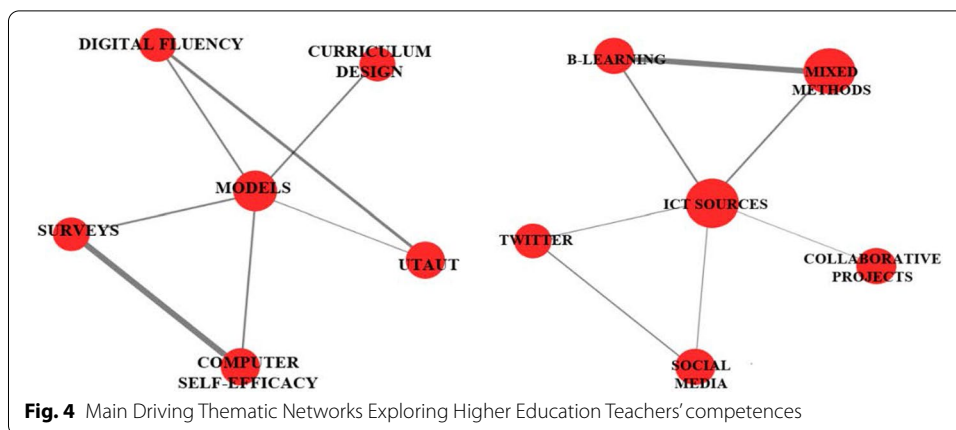 DIGITAL FLUENCY
CURRICULUM
DESIGN
MODELS
SURVEYS
UTAUT
COMPUTER
SELF-EFFICACY
B-LEARNING
MIXED
METHODS
ICT SOURCES
TWITTER
COLLABORATIVE
PROJECTS
SOCIAL
MEDIA
Fig. 4 Main Driving Thematic Networks Exploring Higher Education Teachers’ competences